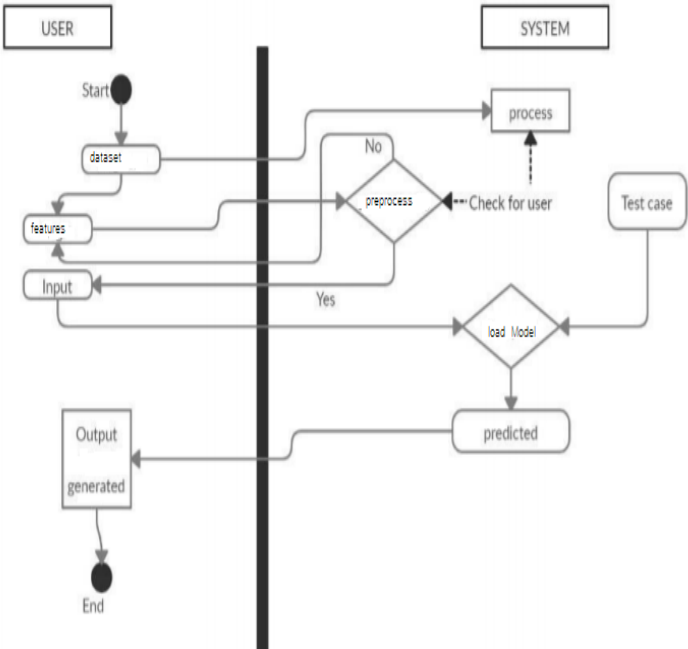 USER
SYSTEM
Start
process
dataset
No
preprocess
Check for user
Test case
features
Input
Yes
load Model
Output
predicted
generated
End